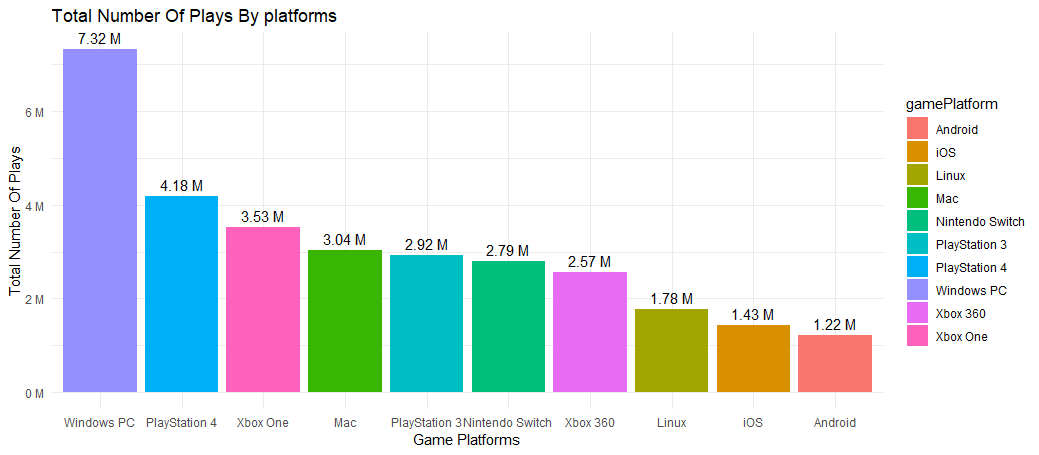 Total Number Of Plays By platforms
7.32 M
4.18 M
3.53 M
3.04 M
2.92 M
2.79 M
2.57 M
1.78 M
1.43 M
1.22 M
6 M
4 M
2 M
0 M
Total Number Of Plays
Windows PC
PlayStation 4
Xbox One
Mac
PlayStation 3
Nintendo Switch
Xbox 360
Linux
iOS
Android
Game Platforms
gamePlatform
Android
iOS
Linux
Mac
Nintendo Switch
PlayStation 3
PlayStation 4
Windows PC
Xbox 360
Xbox One